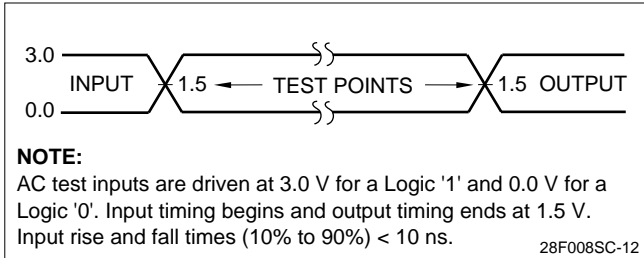 3.0
INPUT 1.5 TEST POINTS 1.5 OUTPUT
0.0
NOTE:
AC test inputs are driven at 3.0 V for a Logic '1' and 0.0 V for a
Logic '0'. Input timing begins and output timing ends at 1.5 V.
Input rise and fall times (10% to 90%) < 10 ns.
28F008SC-12